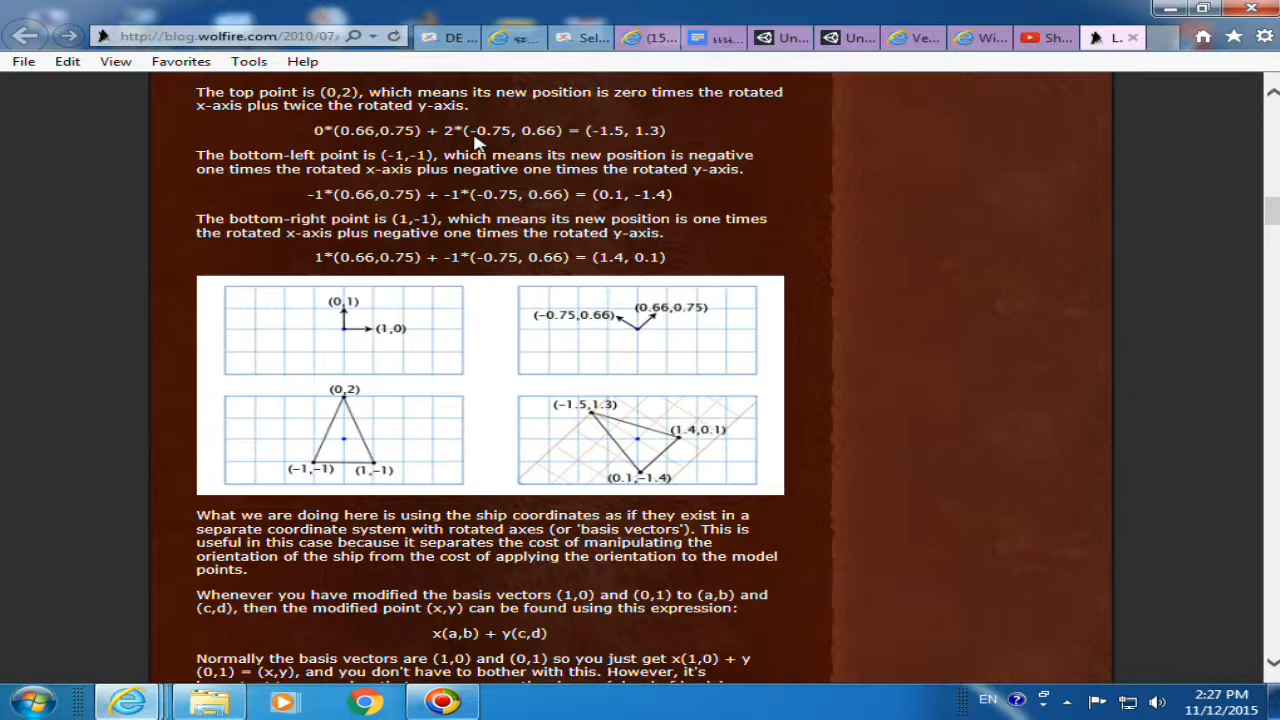 http://blog.wolfire.com/2010/07/
DE ...
Sel...
(15...
Un...
Un...
Ve...
Wi...
Sh...
L.
File Edit View Favorites Tools Help
The top point is (0,2), which means its new position is zero times the rotated
x-axis plus twice the rotated y-axis.
0*(0.66,0.75) + 2*(-0.75, 0.66) = (-1.5, 1.3)
The bottom-left point is (-1,-1), which means its new position is negative
one times the rotated x-axis plus negative one times the rotated y-axis.
-1*(0.66,0.75) + -1*(-0.75, 0.66) = (0.1, -1.4)
The bottom-right point is (1,-1), which means its new position is one times
the rotated x-axis plus negative one times the rotated y-axis.
1*(0.66,0.75) + -1*(-0.75, 0.66) = (1.4, 0.1)
(0,1)
(1,0)
(-0.75,0.66)
(0.66,0.75)
(0,2)
(-1,-1)
(1,-1)
(-1.5,1.3)
(1.4,0.1)
(0.1,-1.4)
What we are doing here is using the ship coordinates as if they exist in a
separate coordinate system with rotated axes (or 'basis vectors'). This is
useful in this case because it separates the cost of manipulating the
orientation of the ship from the cost of applying the orientation to the model
points.
Whenever you have modified the basis vectors (1,0) and (0,1) to (a,b) and
(c,d), then the modified point (x,y) can be found using this expression:
x(a,b) + y(c,d)
Normally the basis vectors are (1,0) and (0,1) so you just get x(1,0) + y
(0,1) = (x,y), and you don't have to bother with this. However, it's
EN
2:27 PM
11/12/2015